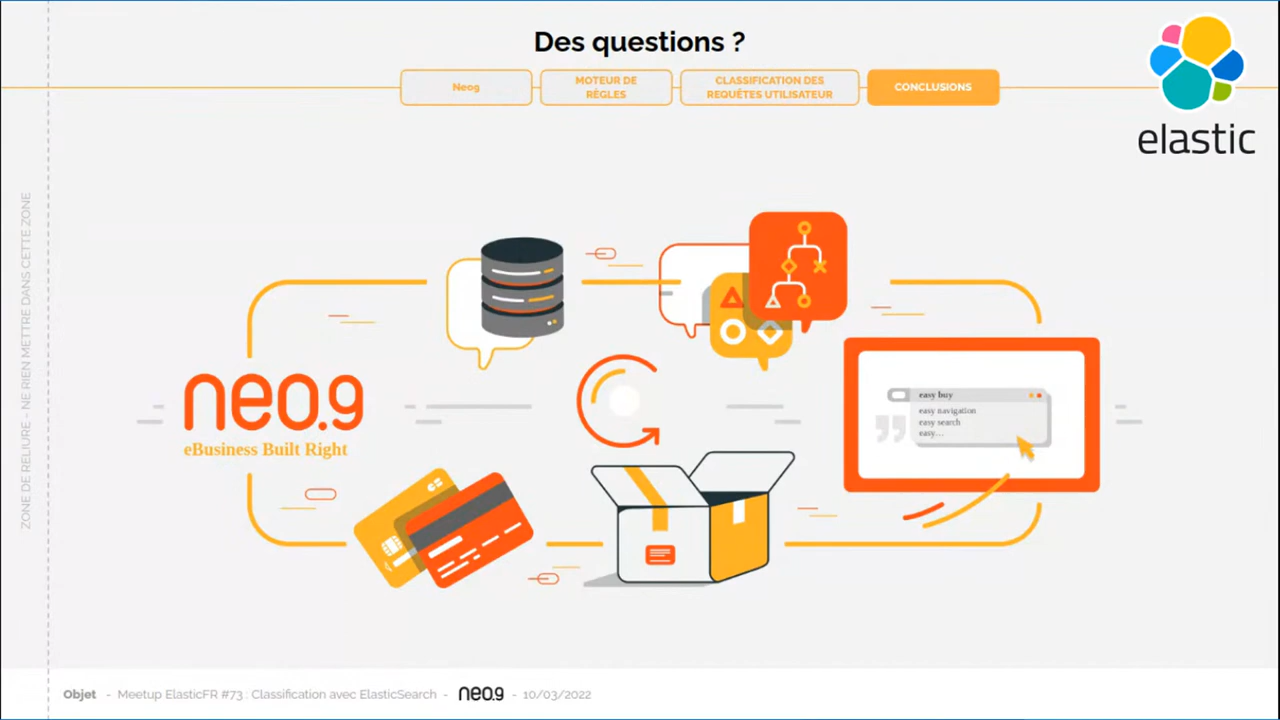 Des questions ?
Neo9
MOTEUR DE
RÈGLES
CLASSIFICATION DES
REQUÊTES UTILISATEUR
CONCLUSIONS
elastic
ZONE DE RELIURE - NE RIEN METTRE DANS CETTE ZONE
neo.9
eBusiness Built Right
easy buy
easy navigation
easy search
easy...
Objet - Meetup ElasticFR #73 : Classification avec ElasticSearch - neo.9 - 10/03/2022